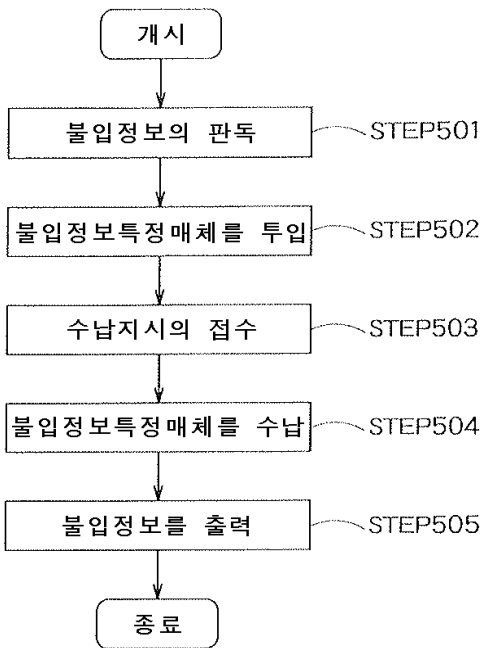 개시
불입정보의 판독 STEP501
불입정보특정매체를 투입 STEP502
수납지시의 접수 STEP503
불입정보특정매체를 수납 STEP504
불입정보를 출력 STEP505
종료